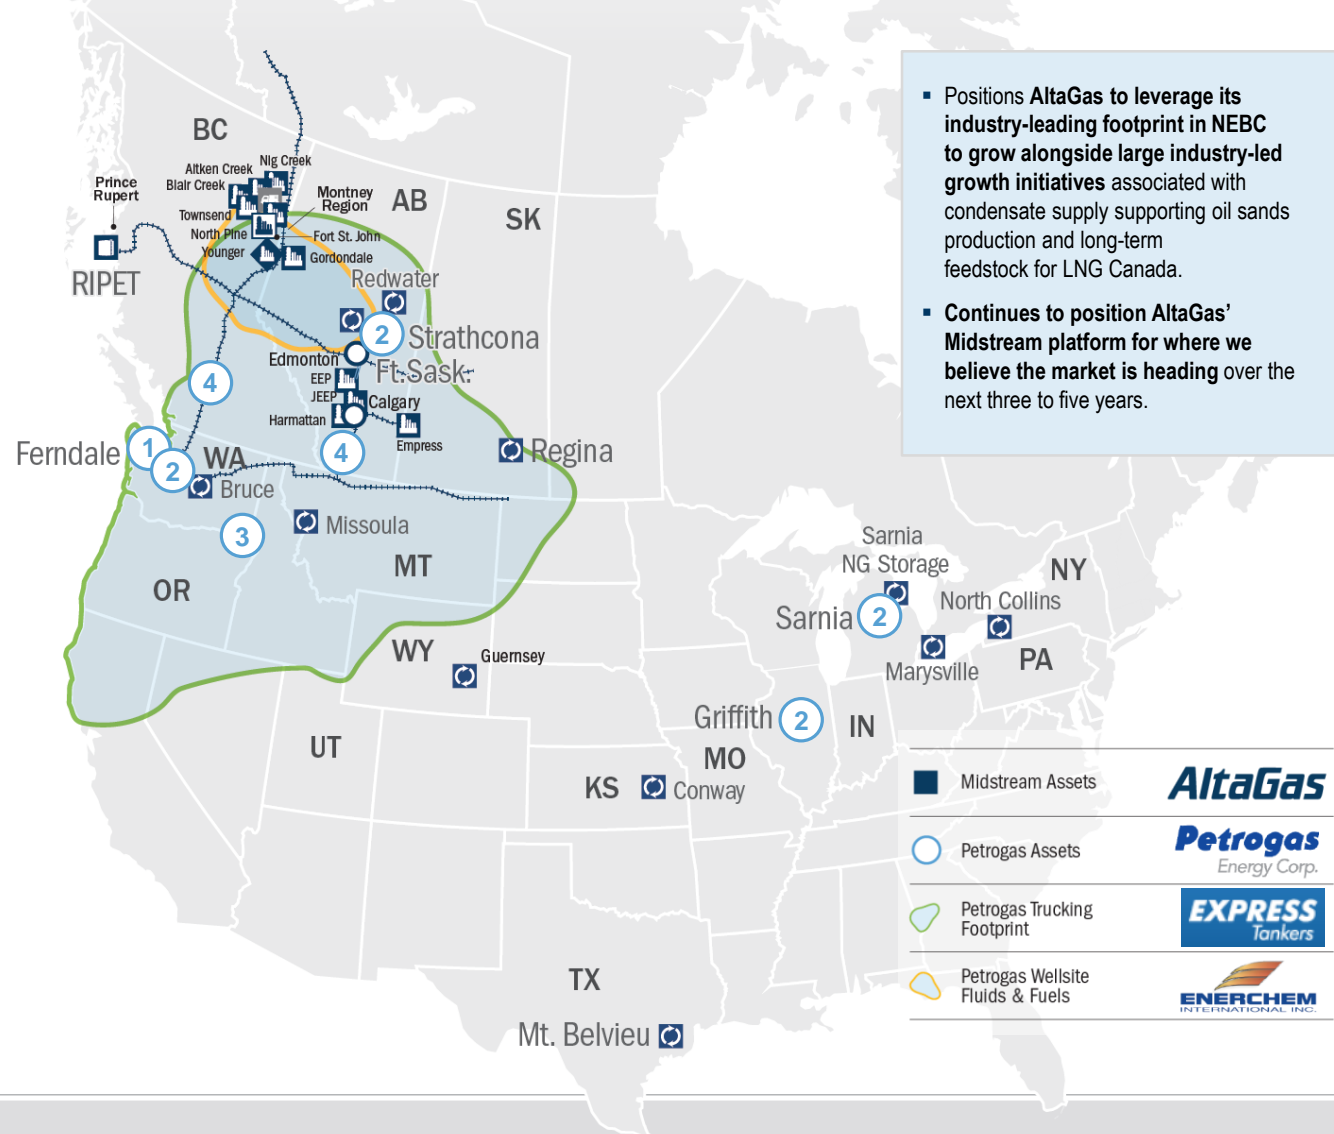 Positions AltaGas to leverage its
industry-leading footprint in NEBC
to grow alongside large industry-led
growth initiatives associated with
condensate supply supporting oil sands
production and long-term
feedstock for LNG Canada.
Continues to position AltaGas’
Midstream platform for where we
believe the market is heading over the
next three to five years.
BC
Nig Creek
Aitken Creek
Blair Creek
Prince
Rupert
Montney
Region
AB
SK
Townsend
North Pine
Fort St. John
Younger
Gordondale
RIPET
Redwater
2
Strathcona
Edmonton
Ft.Sask.
EEP
4
JEEP
Calgary
Harmattan
Empress
Ferndale
1
2
WA
4
Regina
Bruce
3
Missoula
MT
OR
Sarnia
NG Storage
NY
North Collins
Sarnia
2
WY
Guernsey
PA
Marysville
Griffith
2
IN
UT
MO
KS
Conway
TX
Mt. Belvieu
Midstream Assets
AltaGas
Petrogas Assets
Petrogas
Energy Corp.
Petrogas Trucking
Footprint
EXPRESS
Tankers
Petrogas Wellsite
Fluids & Fuels
ENERCHEM
INTERNATIONAL INC.